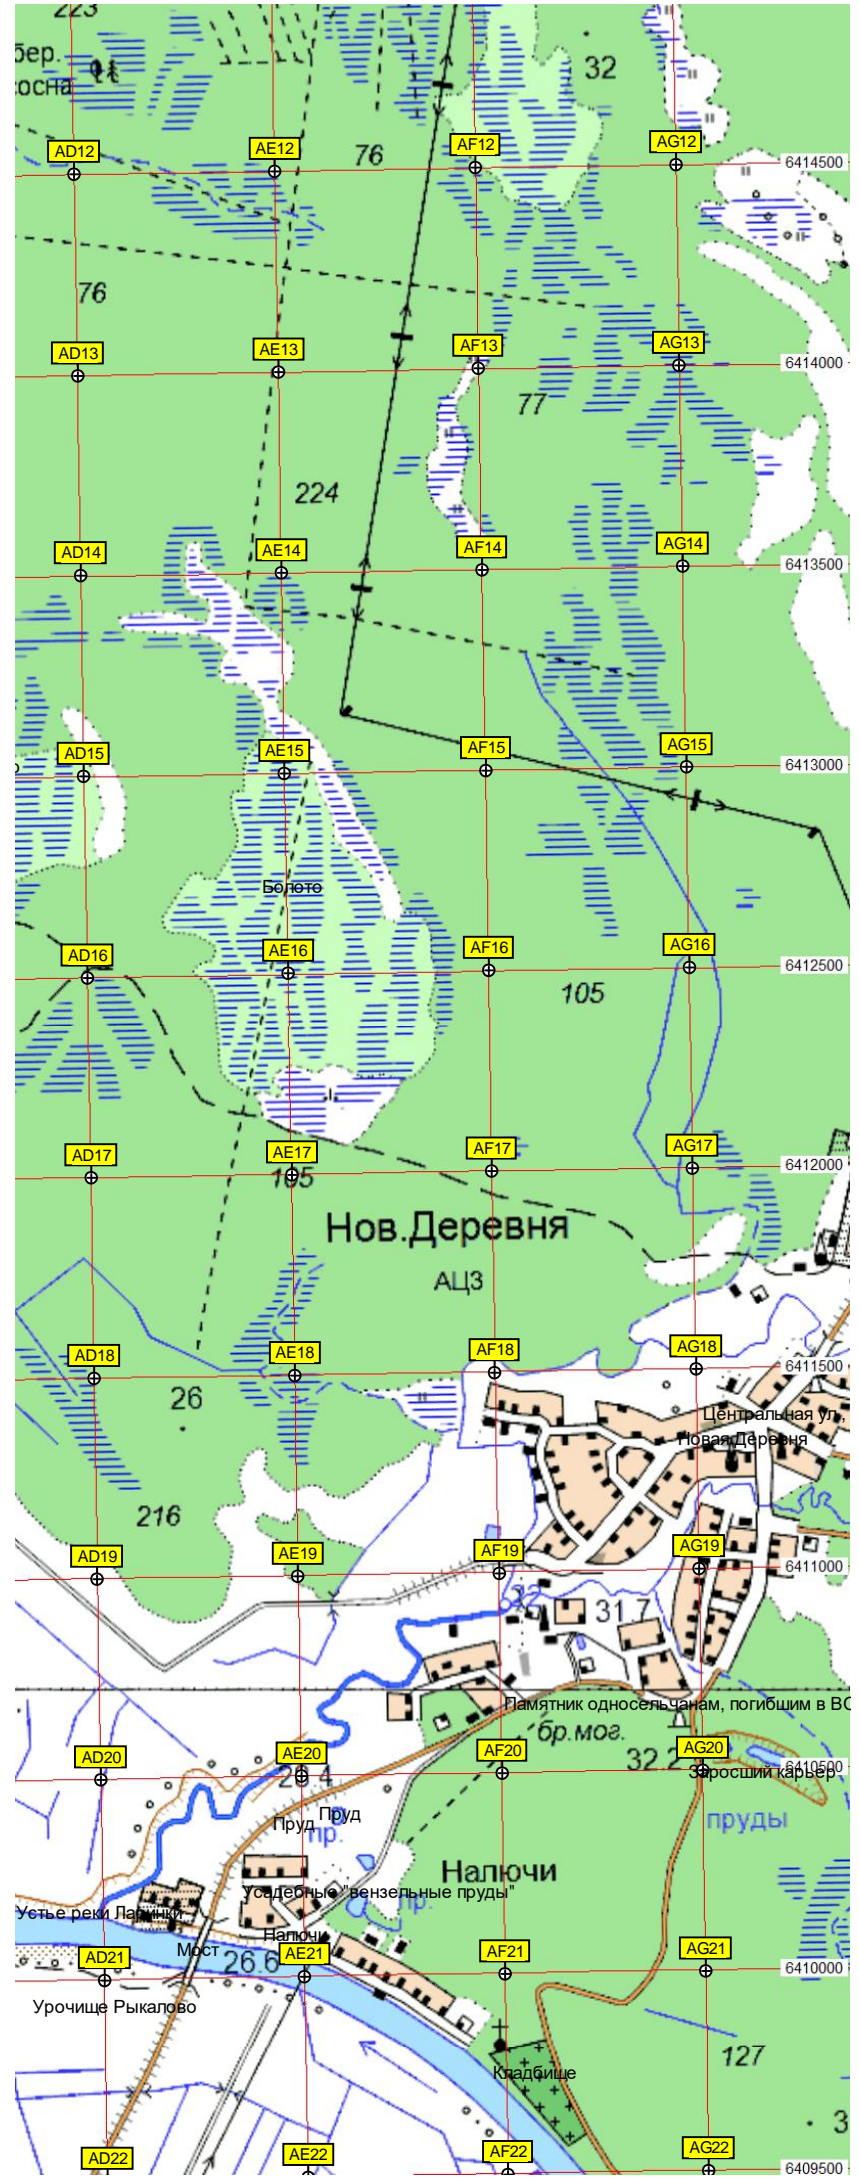 223
бер.
сосна
32
AD12
AE12
76
AF12
AG12
6414500
76
AD13
AE13
AF13
AG13
6414000
77
224
AD14
AE14
AF14
AG14
6413500
AD15
AE15
AF15
AG15
6413000
Болото
AD16
AE16
AF16
AG16
6412500
105
AD17
AE17
AF17
AG17
6412000
105
Нов.Деревня
АЦЗ
AD18
AE18
AF18
AG18
6411500
26
Центральная ул.,
Новая Деревня
216
AD19
AE19
AF19
AG19
6411000
31.7
Памятник односельчанам, погибшим в ВО
бр.мог.
AD20
AE20
AF20
32.2
AG20
6410500
Заросший карьер
Пруд
Пруд
пр.
пруды
Налючи
Усадебные "вензельные пруды"
пр.
Устье реки Ларинки
Налючи
Мост
26.6
AD21
AE21
AF21
AG21
6410000
Урочище Рыкалово
127
Кладбище
3
AD22
AE22
AF22
AG22
6409500